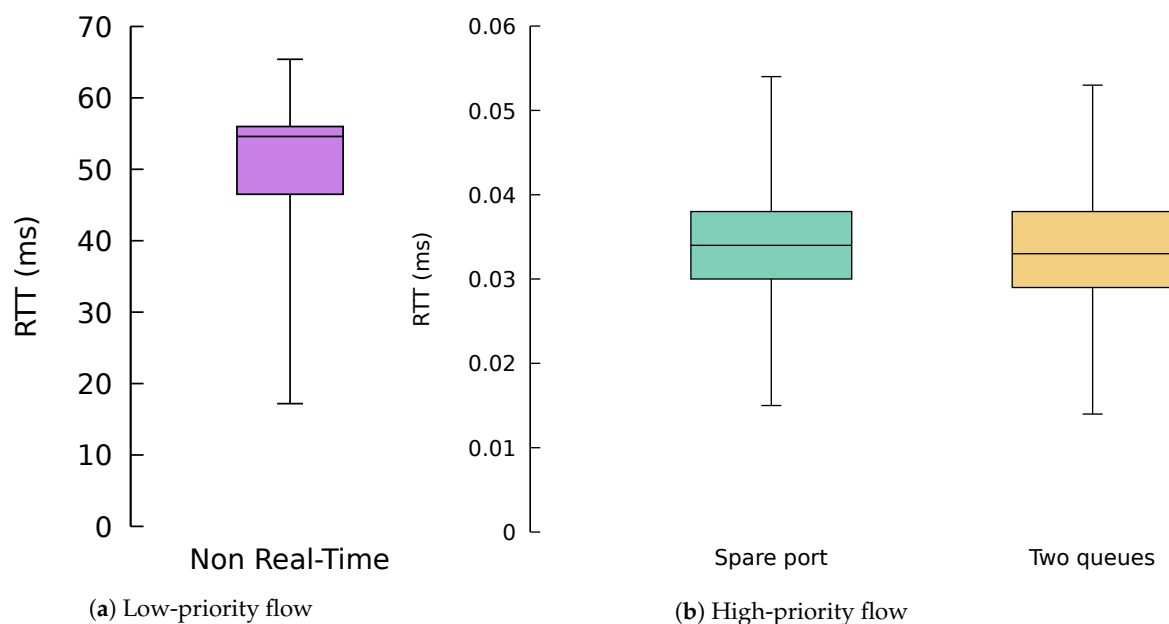 70
60
50
40
30
20
10
0
RTT (ms)
Non Real-Time
(a) Low-priority flow
0.06
0.05
0.04
0.03
0.02
0.01
0
RTT (ms)
Spare port
Two queues
(b) High-priority flow